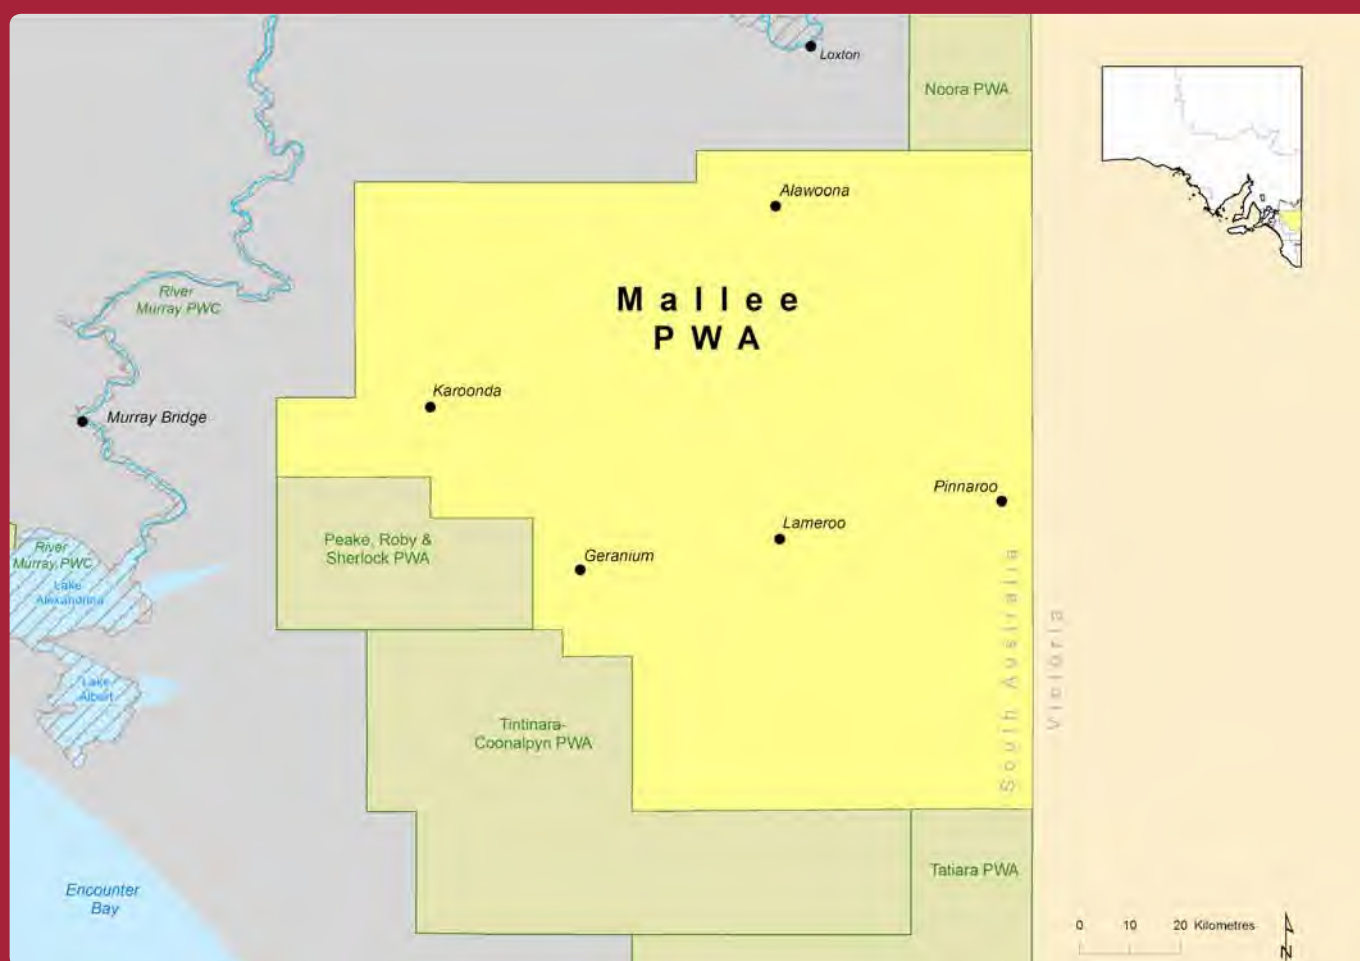 Loxton
Noora PWA
Alawoona
River
Murray PWC
Mallee
PWA
Karoonda
Murray Bridge
Pinnaroo
Lameroo
Peake, Roby &
Sherlock PWA
Geranium
River
Murray PWC
Lake
Alexandrina
South Australia
Victoria
Lake
Albert
Tintinara-
Coonalpyn PWA
Tatiara PWA
Encounter
Bay
0 10 20 Kilometres
N